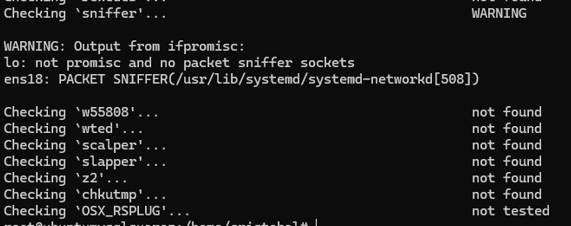 Checking `sniffer'... WARNING

WARNING: Output from ifpromisc:
lo: not promisc and no packet sniffer sockets
ens18: PACKET SNIFFER(/usr/lib/systemd/systemd-networkd[508])

Checking `w55808'... not found
Checking `wted'... not found
Checking `scalper'... not found
Checking `slapper'... not found
Checking `z2'... not found
Checking `chkutmp'... not found
Checking `OSX_RSPLUG'... not tested